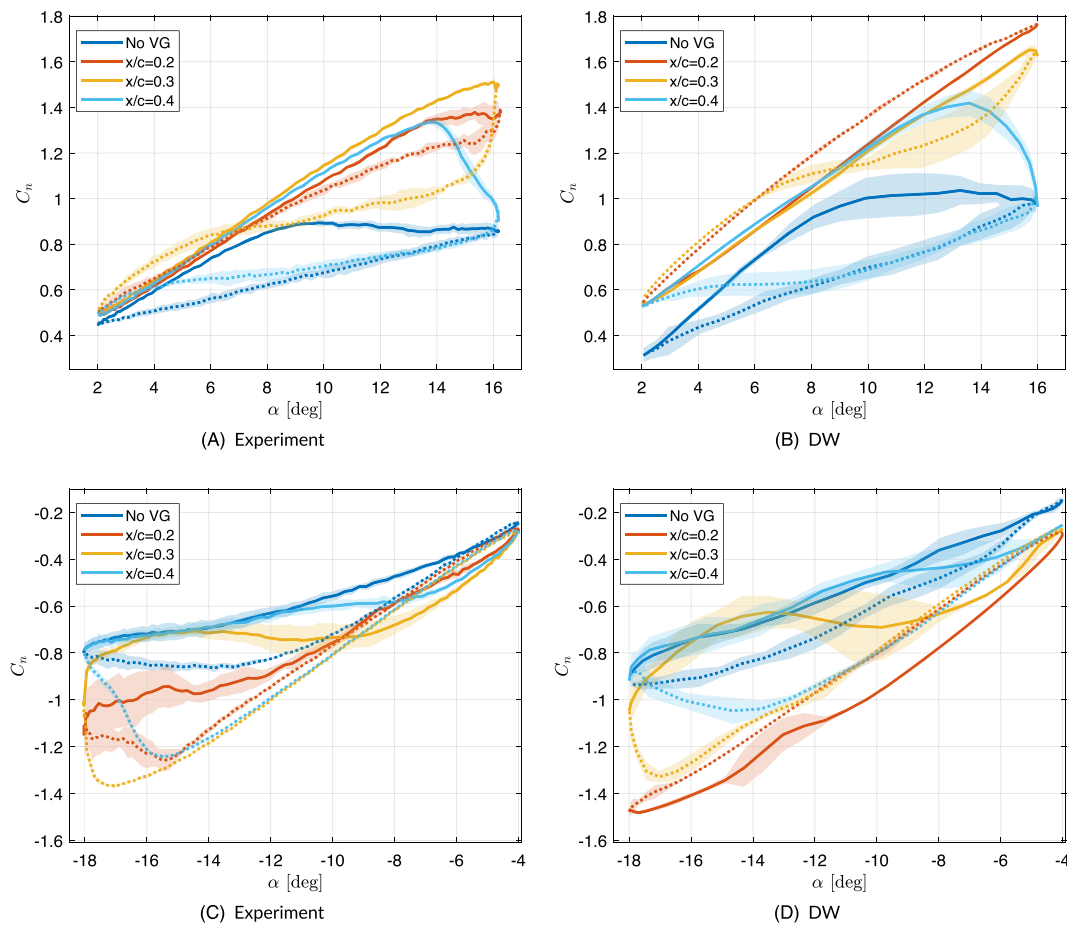 1.8
1.6
1.4
1.2
1
0.8
0.6
0.4
C_n
No VG
x/c=0.2
x/c=0.3
x/c=0.4
2 4 6 8 10 12 14 16
α [deg]
(A) Experiment
1.8
1.6
1.4
1.2
1
0.8
0.6
0.4
C_n
No VG
x/c=0.2
x/c=0.3
x/c=0.4
2 4 6 8 10 12 14 16
α [deg]
(B) DW
-0.2
-0.4
-0.6
-0.8
-1
-1.2
-1.4
-1.6
C_n
No VG
x/c=0.2
x/c=0.3
x/c=0.4
-18 -16 -14 -12 -10 -8 -6 -4
α [deg]
(C) Experiment
-0.2
-0.4
-0.6
-0.8
-1
-1.2
-1.4
-1.6
C_n
No VG
x/c=0.2
x/c=0.3
x/c=0.4
-18 -16 -14 -12 -10 -8 -6 -4
α [deg]
(D) DW